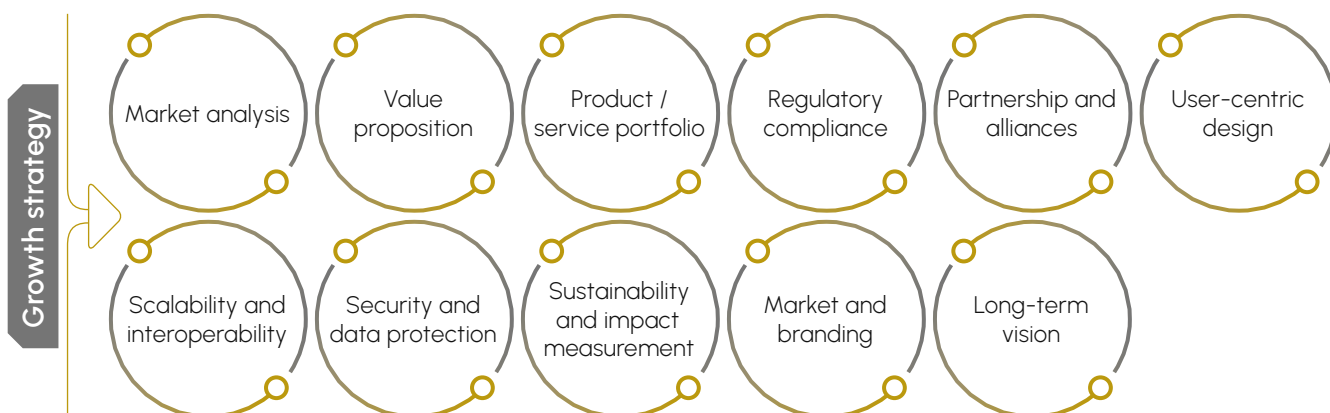 Growth strategy
Market analysis
Value
proposition
Product /
service portfolio
Regulatory
compliance
Partnership and
alliances
User-centric
design
Scalability and
interoperability
Security and
data protection
Sustainability
and impact
measurement
Market and
branding
Long-term
vision